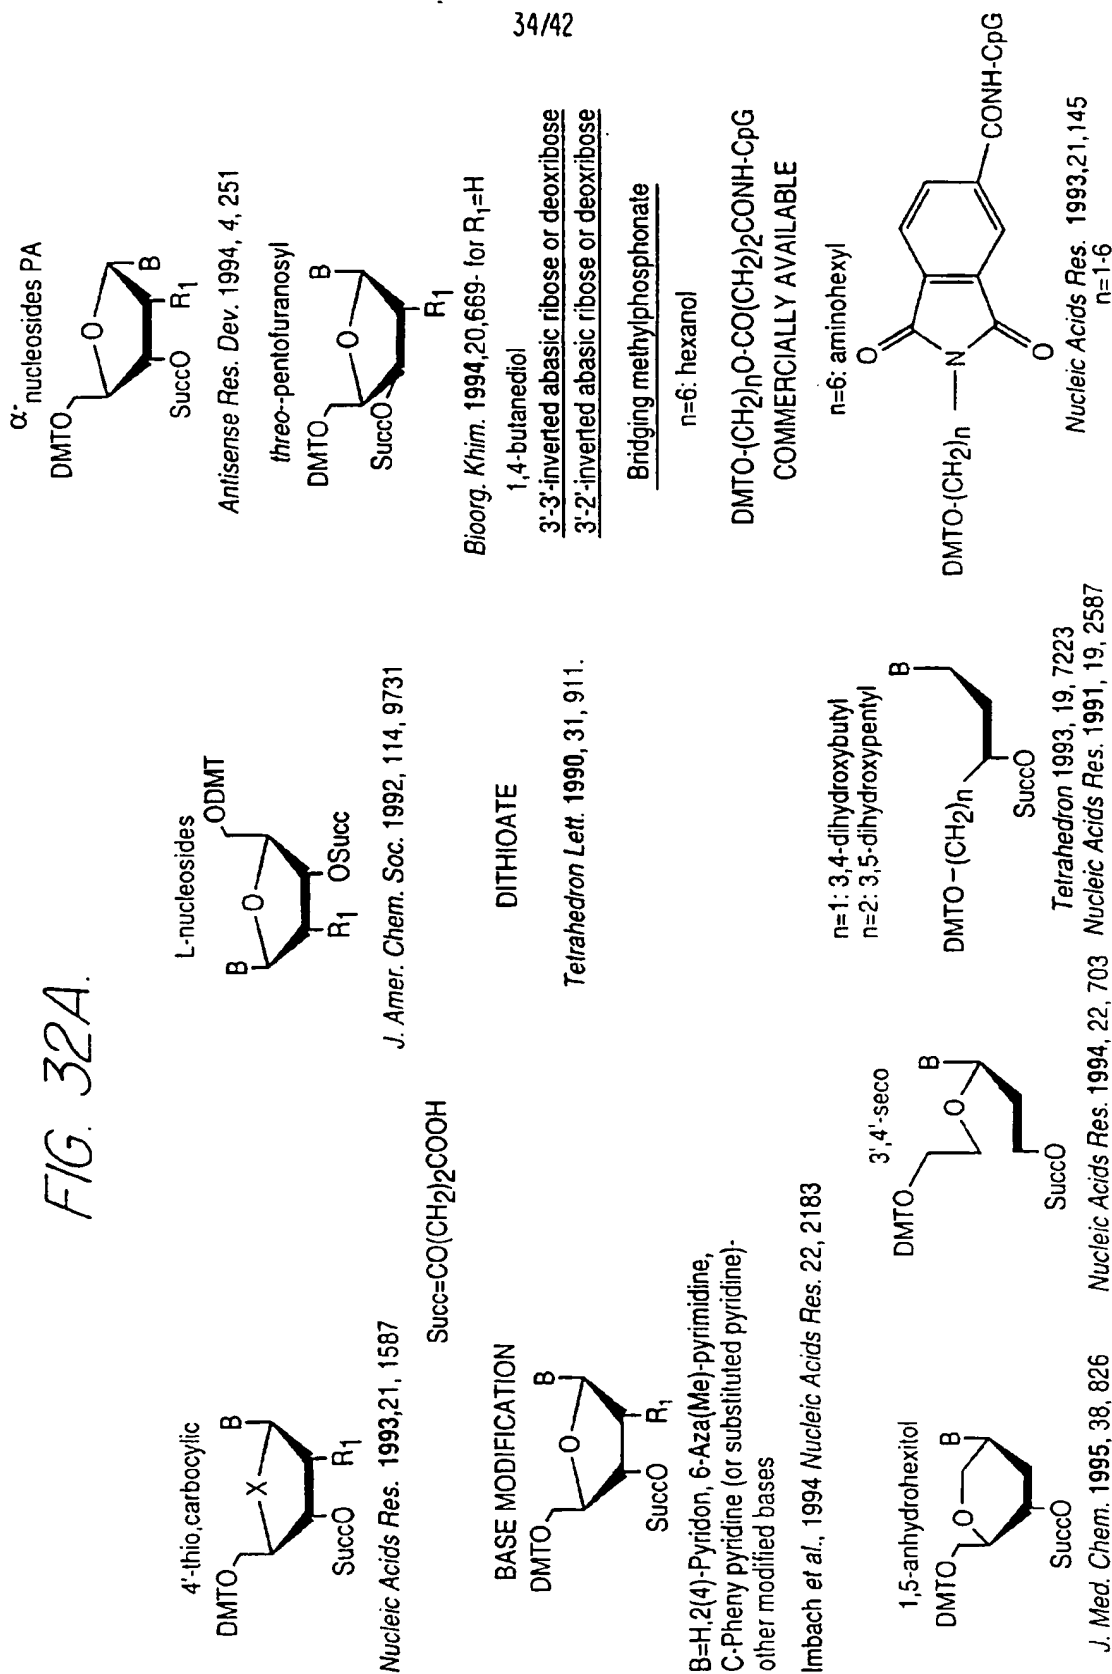 34/42
FIG. 32A.
4'-thio,carbocylic
DMTO
X
B
SuccO
R1
Nucleic Acids Res. 1993,21, 1587
Succ=CO(CH2)2COOH
L-nucleosides
B
O
ODMT
R1
OSucc
J. Amer. Chem. Soc. 1992, 114, 9731
α-
nucleosides PA
DMTO
O
B
SuccO
R1
Antisense Res. Dev. 1994, 4, 251
BASE MODIFICATION
DMTO
O
B
SuccO
R1
B=H,2(4)-Pyridon, 6-Aza(Me)-pyrimidine,
C-Pheny pyridine (or substituted pyridine)-
other modified bases
Imbach et al., 1994 Nucleic Acids Res. 22, 2183
DITHIOATE
Tetrahedron Lett. 1990, 31, 911.
threo--pentofuranosyl
DMTO
O
B
SuccO
R1
Bioorg. Khim. 1994,20,669- for R1=H
1,4-butanediol
3'-3'-inverted abasic ribose or deoxribose
3'-2'-inverted abasic ribose or deoxribose
Bridging methylphosphonate
n=6: hexanol
DMTO-(CH2)nO-CO(CH2)2CONH-CpG
COMMERCIALLY AVAILABLE
1,5-anhydrohexitol
DMTO
O
B
SuccO
J. Med. Chem. 1995, 38, 826
3',4'-seco
DMTO
O
B
SuccO
Nucleic Acids Res. 1994, 22, 703
n=1: 3,4-dihydroxybutyl
n=2: 3,5-dihydroxypentyl
DMTO-(CH2)n
B
SuccO
Tetrahedron 1993, 19, 7223
Nucleic Acids Res. 1991, 19, 2587
n=6: aminohexyl
O
DMTO-(CH2)n
N
O
CONH-CpG
Nucleic Acids Res. 1993,21,145
n=1-6